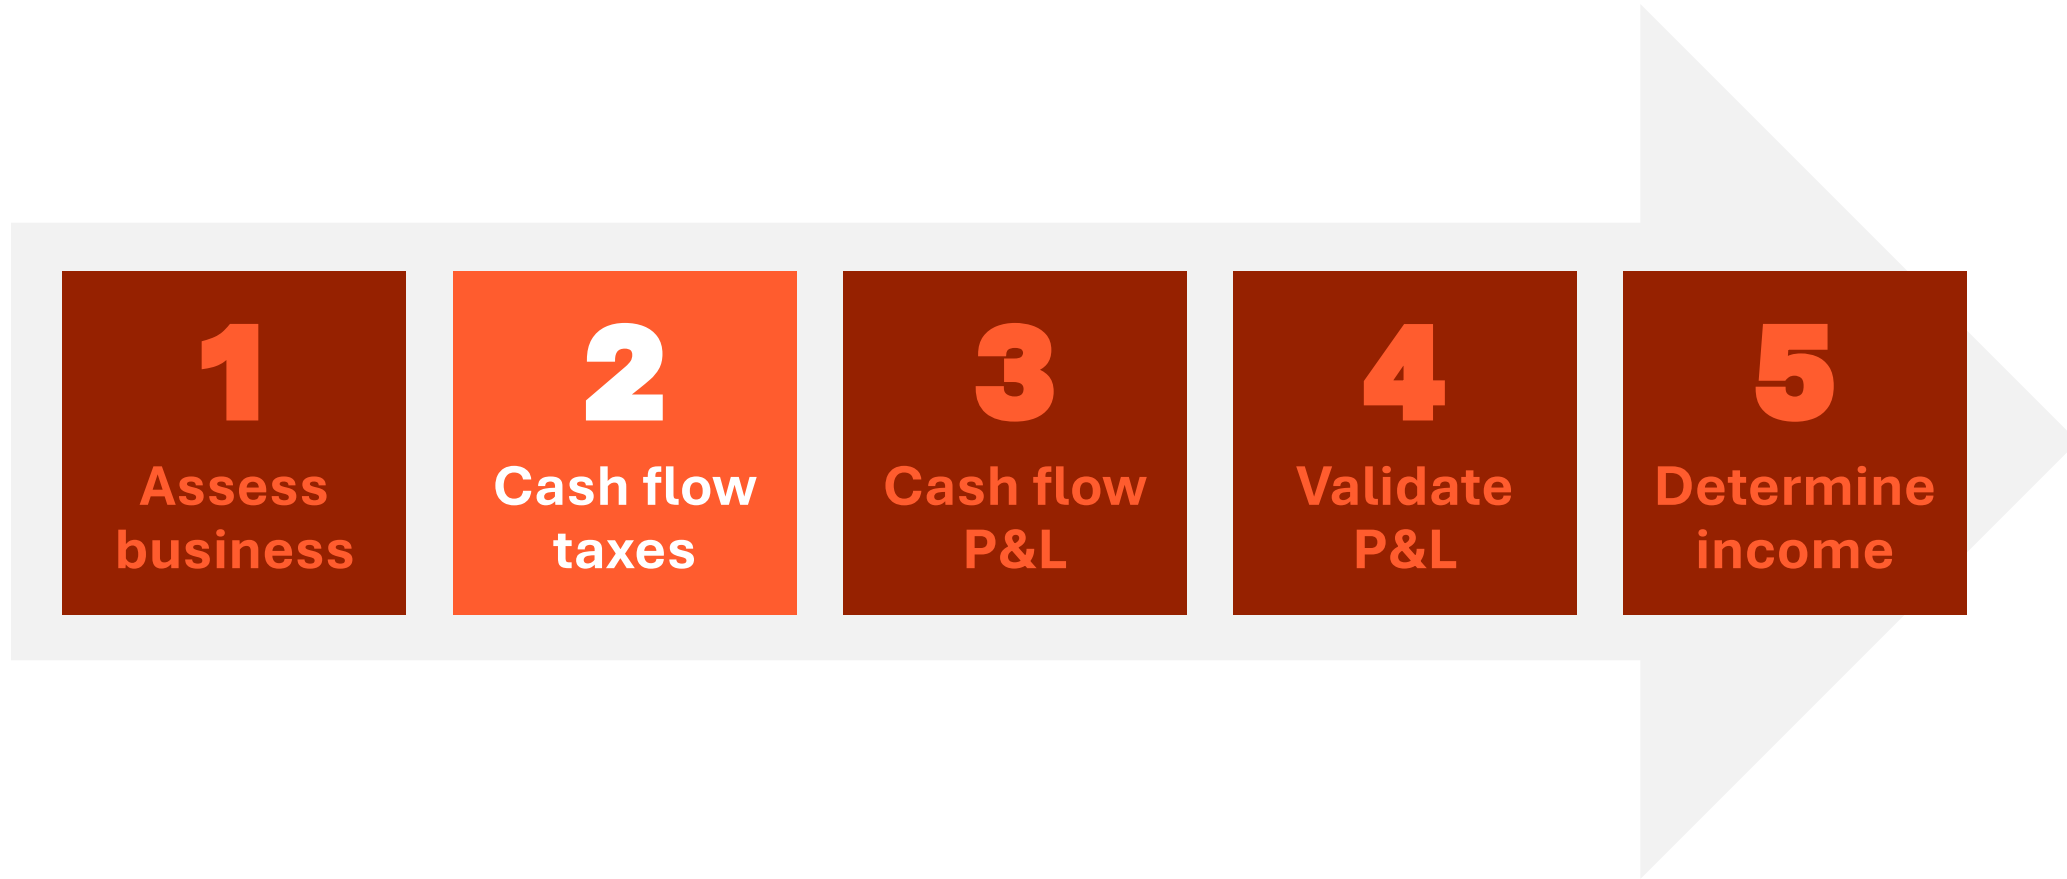 1
Assess
business
2
Cash flow
taxes
3
Cash flow
P&L
4
Validate
P&L
5
Determine
income